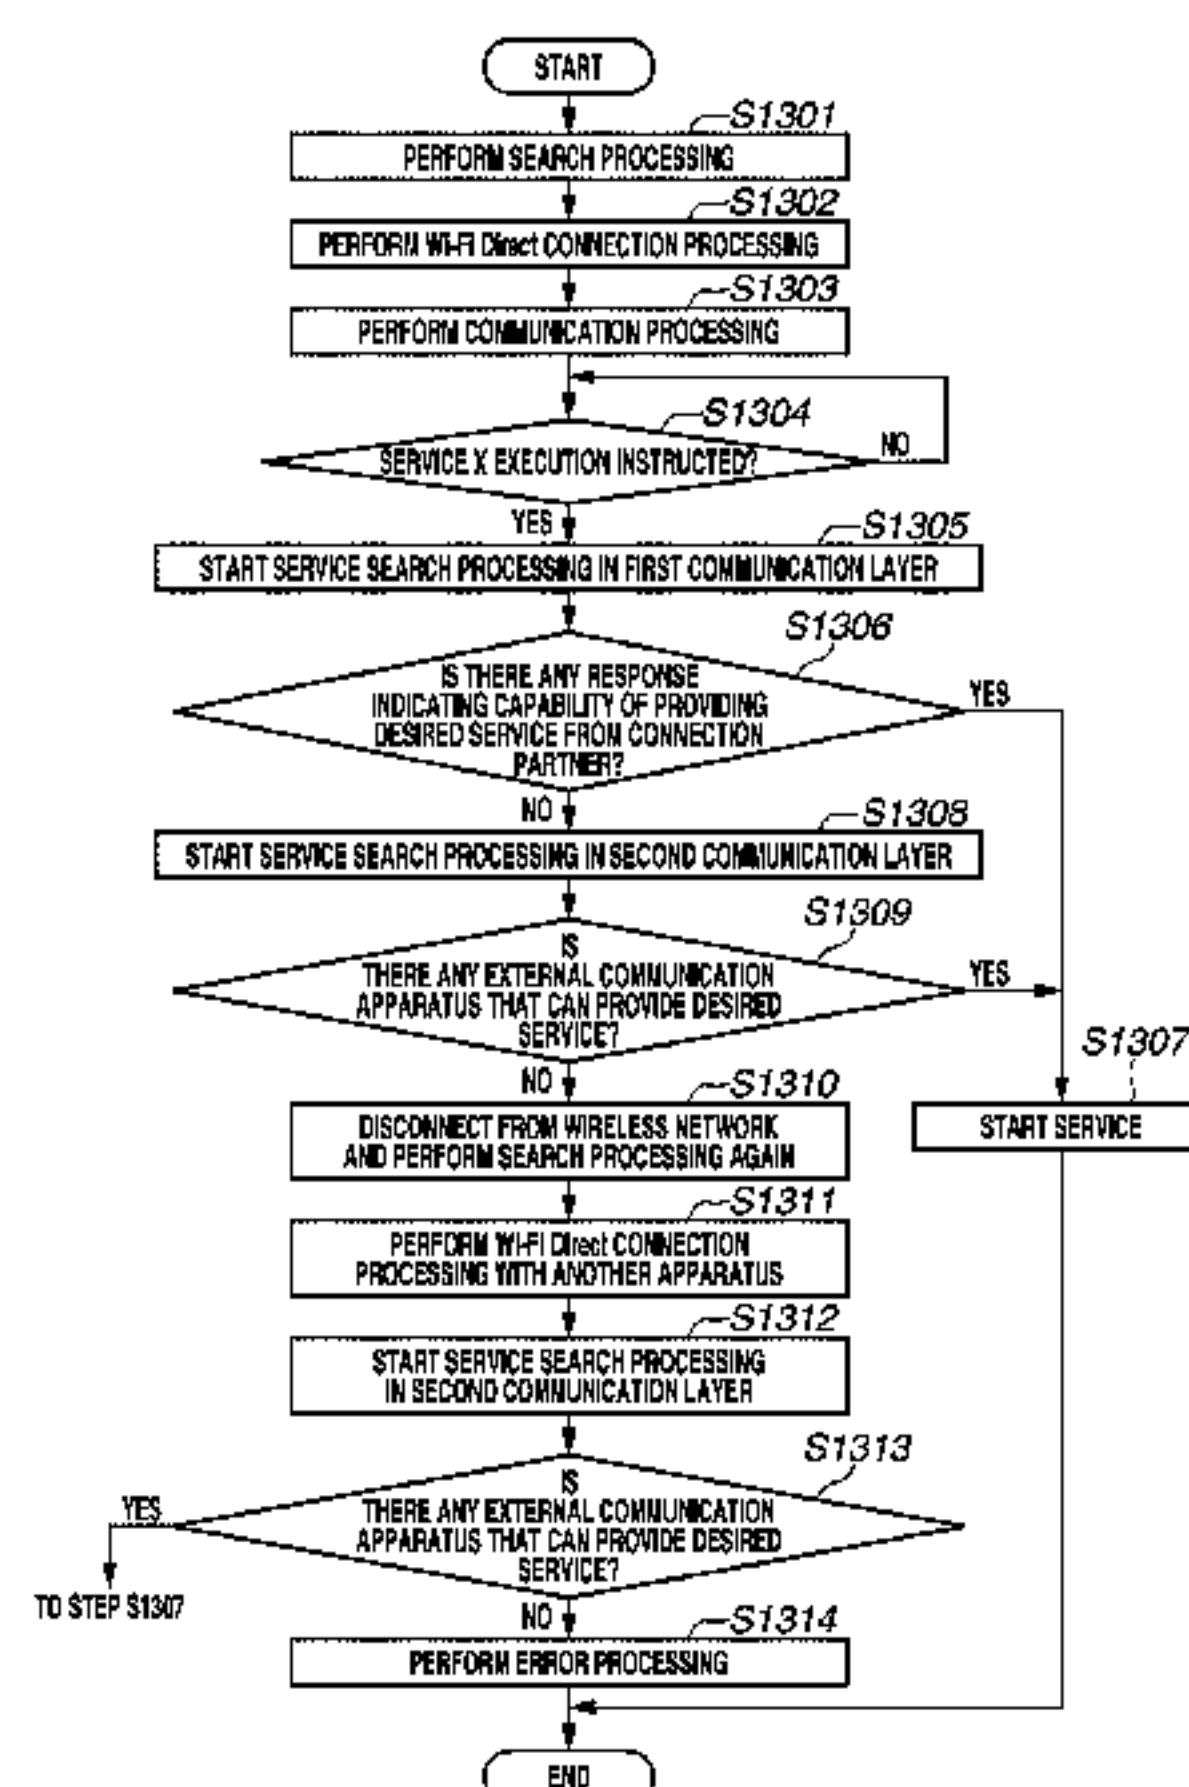 START
S1301
PERFORM SEARCH PROCESSING
S1302
PERFORM Wi-Fi Direct CONNECTION PROCESSING
S1303
PERFORM COMMUNICATION PROCESSING
S1304
SERVICE X EXECUTION INSTRUCTED?
NO
YES
S1305
START SERVICE SEARCH PROCESSING IN FIRST COMMUNICATION LAYER
S1306
IS THERE ANY RESPONSE
INDICATING CAPABILITY OF PROVIDING
DESIRED SERVICE FROM CONNECTION
PARTNER?
YES
NO
S1308
START SERVICE SEARCH PROCESSING IN SECOND COMMUNICATION LAYER
S1309
IS
THERE ANY EXTERNAL COMMUNICATION
APPARATUS THAT CAN PROVIDE DESIRED
SERVICE?
YES
NO
S1307
START SERVICE
S1310
DISCONNECT FROM WIRELESS NETWORK
AND PERFORM SEARCH PROCESSING AGAIN
S1311
PERFORM Wi-Fi Direct CONNECTION
PROCESSING WITH ANOTHER APPARATUS
S1312
START SERVICE SEARCH PROCESSING
IN SECOND COMMUNICATION LAYER
S1313
IS
THERE ANY EXTERNAL COMMUNICATION
APPARATUS THAT CAN PROVIDE DESIRED
SERVICE?
YES
TO STEP S1307
NO
S1314
PERFORM ERROR PROCESSING
END